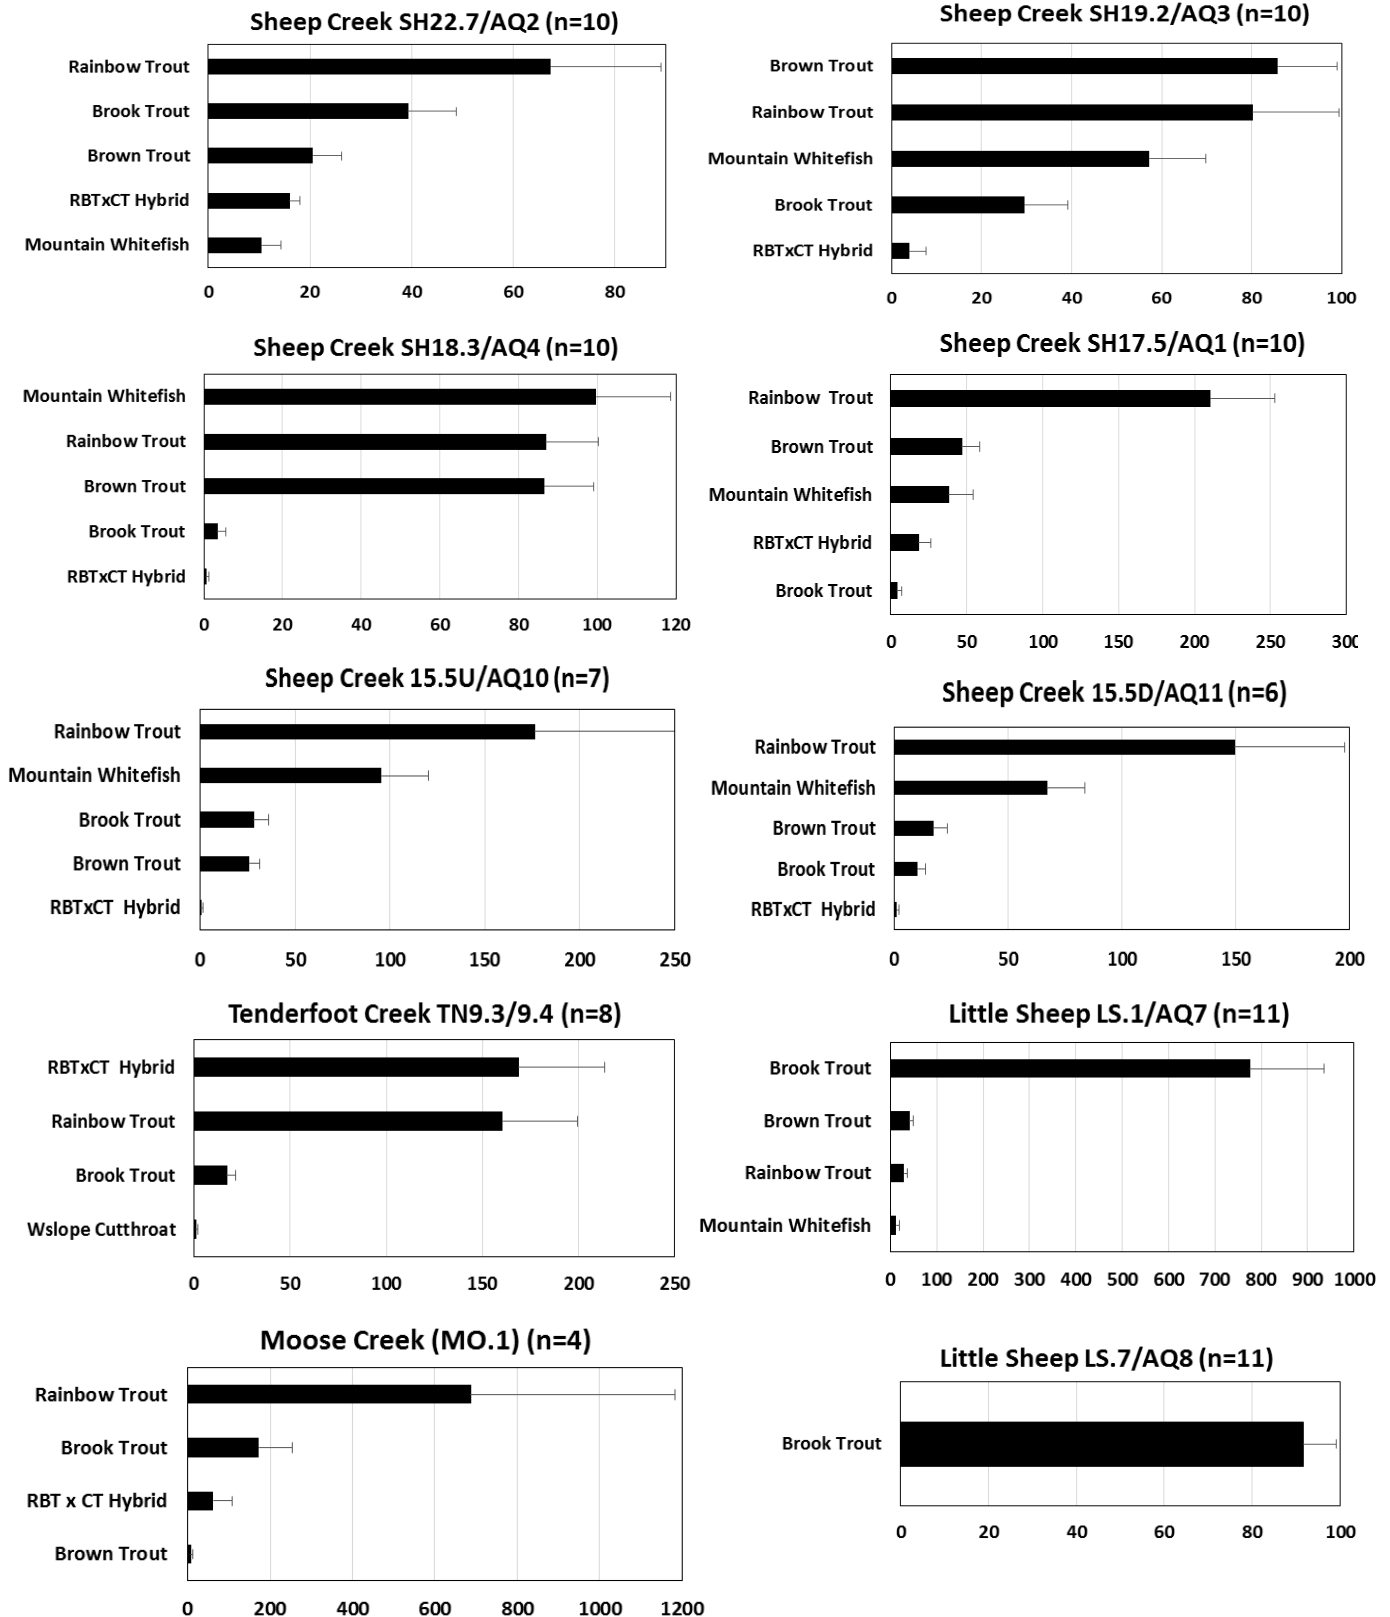 Sheep Creek SH22.7/AQ2 (n=10)
Rainbow Trout
Brook Trout
Brown Trout
RBTxCT Hybrid
Mountain Whitefish
0 20 40 60 80
Sheep Creek SH19.2/AQ3 (n=10)
Brown Trout
Rainbow Trout
Mountain Whitefish
Brook Trout
RBTxCT Hybrid
0 20 40 60 80 100
Sheep Creek SH18.3/AQ4 (n=10)
Mountain Whitefish
Rainbow Trout
Brown Trout
Brook Trout
RBTxCT Hybrid
0 20 40 60 80 100 120
Sheep Creek SH17.5/AQ1 (n=10)
Rainbow Trout
Brown Trout
Mountain Whitefish
RBTxCT Hybrid
Brook Trout
0 50 100 150 200 250 300
Sheep Creek 15.5U/AQ10 (n=7)
Rainbow Trout
Mountain Whitefish
Brook Trout
Brown Trout
RBTxCT Hybrid
0 50 100 150 200 250
Sheep Creek 15.5D/AQ11 (n=6)
Rainbow Trout
Mountain Whitefish
Brown Trout
Brook Trout
RBTxCT Hybrid
0 50 100 150 200
Tenderfoot Creek TN9.3/9.4 (n=8)
RBTxCT Hybrid
Rainbow Trout
Brook Trout
Wslope Cutthroat
0 50 100 150 200 250
Little Sheep LS.1/AQ7 (n=11)
Brook Trout
Brown Trout
Rainbow Trout
Mountain Whitefish
0 100 200 300 400 500 600 700 800 900 1000
Moose Creek (MO.1) (n=4)
Rainbow Trout
Brook Trout
RBT x CT Hybrid
Brown Trout
0 200 400 600 800 1000 1200
Little Sheep LS.7/AQ8 (n=11)
Brook Trout
0 20 40 60 80 100